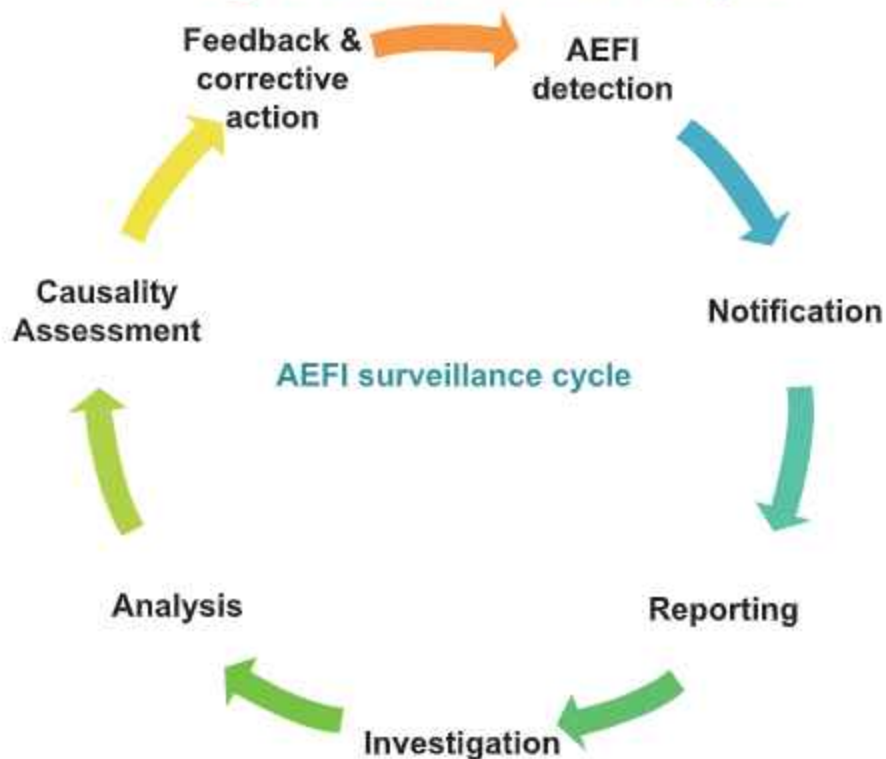 Feedback &
corrective
action
AEFI
detection
Notification
Reporting
Investigation
Analysis
Causality
Assessment
AEFI surveillance cycle